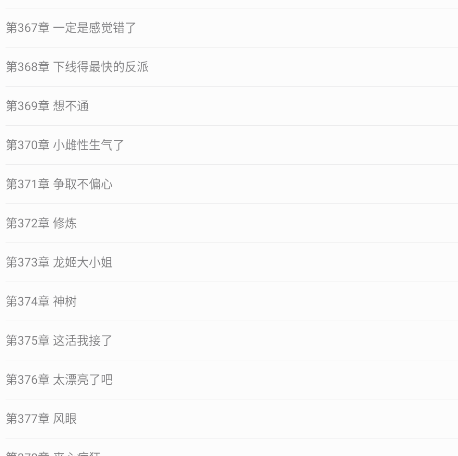 第367章 一定是感觉错了
第368章 下线得最快的反派
第369章 想不通
第370章 小雌性生气了
第371章 争取不偏心
第372章 修炼
第373章 龙姬大小姐
第374章 神树
第375章 这活我接了
第376章 太漂亮了吧
第377章 风眼